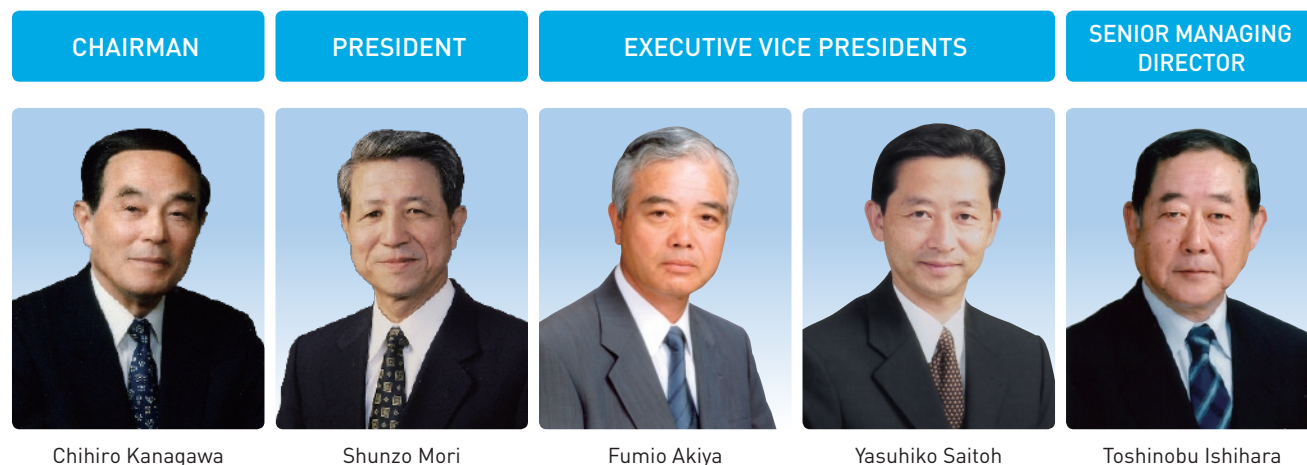 CHAIRMAN
PRESIDENT
EXECUTIVE VICE PRESIDENTS
SENIOR MANAGING
DIRECTOR
Chihiro Kanagawa
Shunzo Mori
Fumio Akiya
Yasuhiko Saitoh
Toshinobu Ishihara